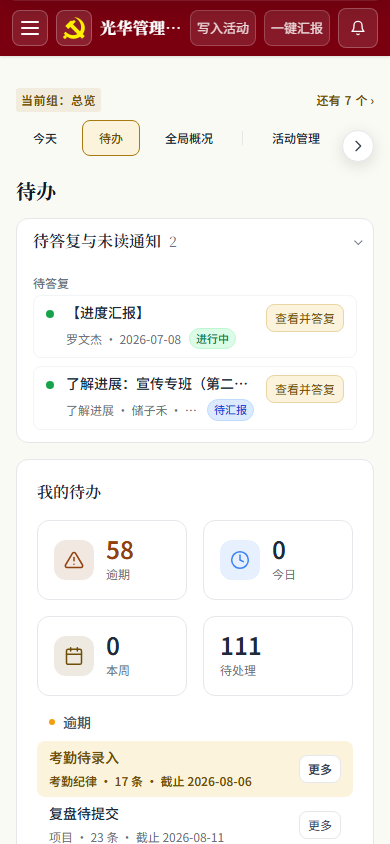 光华管理…
写入活动
一键汇报
当前组：总览
还有 7 个 ›
今天
待办
全局概况
活动管理
待办
待答复与未读通知 2
待答复
【进度汇报】
查看并答复
罗文杰 • 2026-07-08 进行中
了解进展：宣传专班（第二…
查看并答复
了解进展 • 储子禾 • … 待汇报
我的待办
58
逾期
0
今日
0
本周
111
待处理
逾期
考勤待录入
考勤纪律 • 17 条 • 截止 2026-08-06
更多
复盘待提交
项目 • 23 条 • 截止 2026-08-11
更多